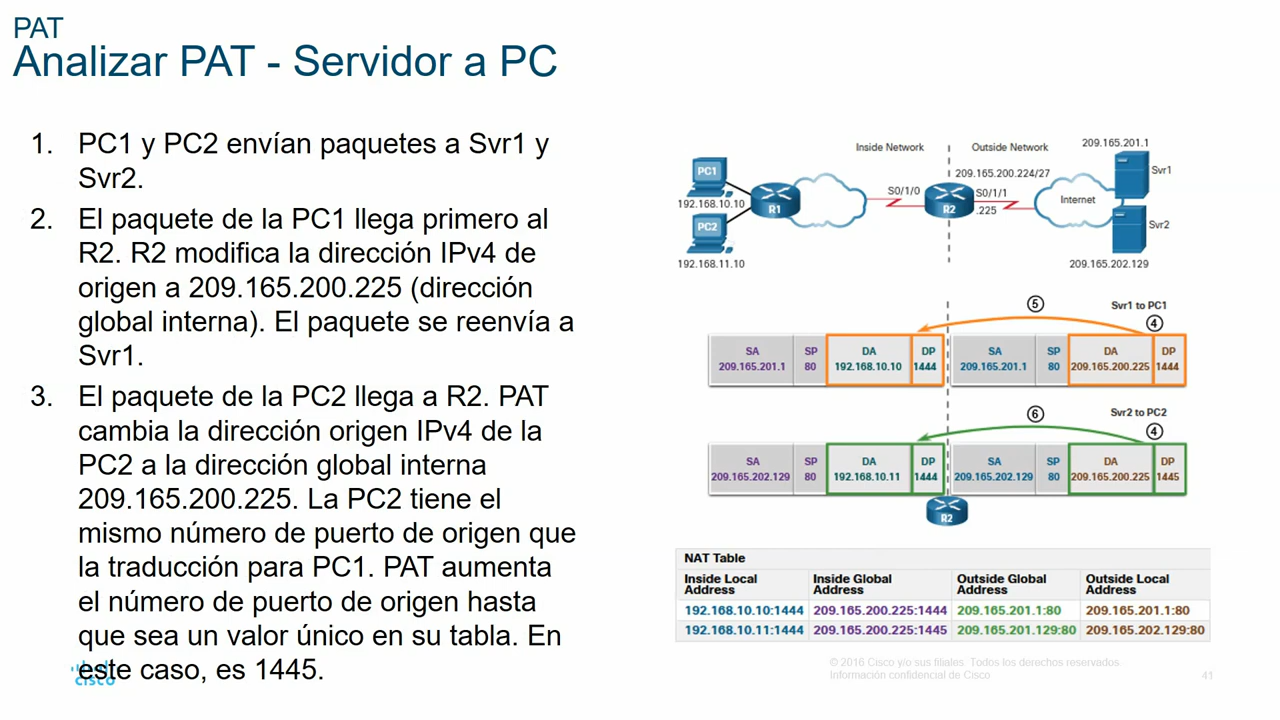 PAT
Analizar PAT - Servidor a PC
1. PC1 y PC2 envían paquetes a Svr1 y
Svr2.
2. El paquete de la PC1 llega primero al
R2. R2 modifica la dirección IPv4 de
origen a 209.165.200.225 (dirección
global interna). El paquete se reenvía a
Svr1.
3. El paquete de la PC2 llega a R2. PAT
cambia la dirección origen IPv4 de la
PC2 a la dirección global interna
209.165.200.225. La PC2 tiene el
mismo número de puerto de origen que
la traducción para PC1. PAT aumenta
el número de puerto de origen hasta
que sea un valor único en su tabla. En
este caso, es 1445.
cisco
Inside Network
Outside Network
209.165.201.1
PC1
192.168.10.10
PC2
192.168.11.10
R1
S0/1/0
R2
209.165.200.224/27
S0/1/1
.225
Internet
Svr1
Svr2
209.165.202.129
5
Svr1 to PC1
4
SA SP DA DP SA SP DA DP
209.165.201.1 80 192.168.10.10 1444 209.165.201.1 80 209.165.200.225 1444
6
Svr2 to PC2
4
SA SP DA DP SA SP DA DP
209.165.202.129 80 192.168.10.11 1444 209.165.202.129 80 209.165.200.225 1445
R2
NAT Table
Inside Local Inside Global Outside Global Outside Local
Address Address Address Address
192.168.10.10:1444 209.165.200.225:1444 209.165.201.1:80 209.165.201.1:80
192.168.10.11:1444 209.165.200.225:1445 209.165.201.129:80 209.165.202.129:80
© 2016 Cisco y/o sus filiales. Todos los derechos reservados.
Información confidencial de Cisco
41